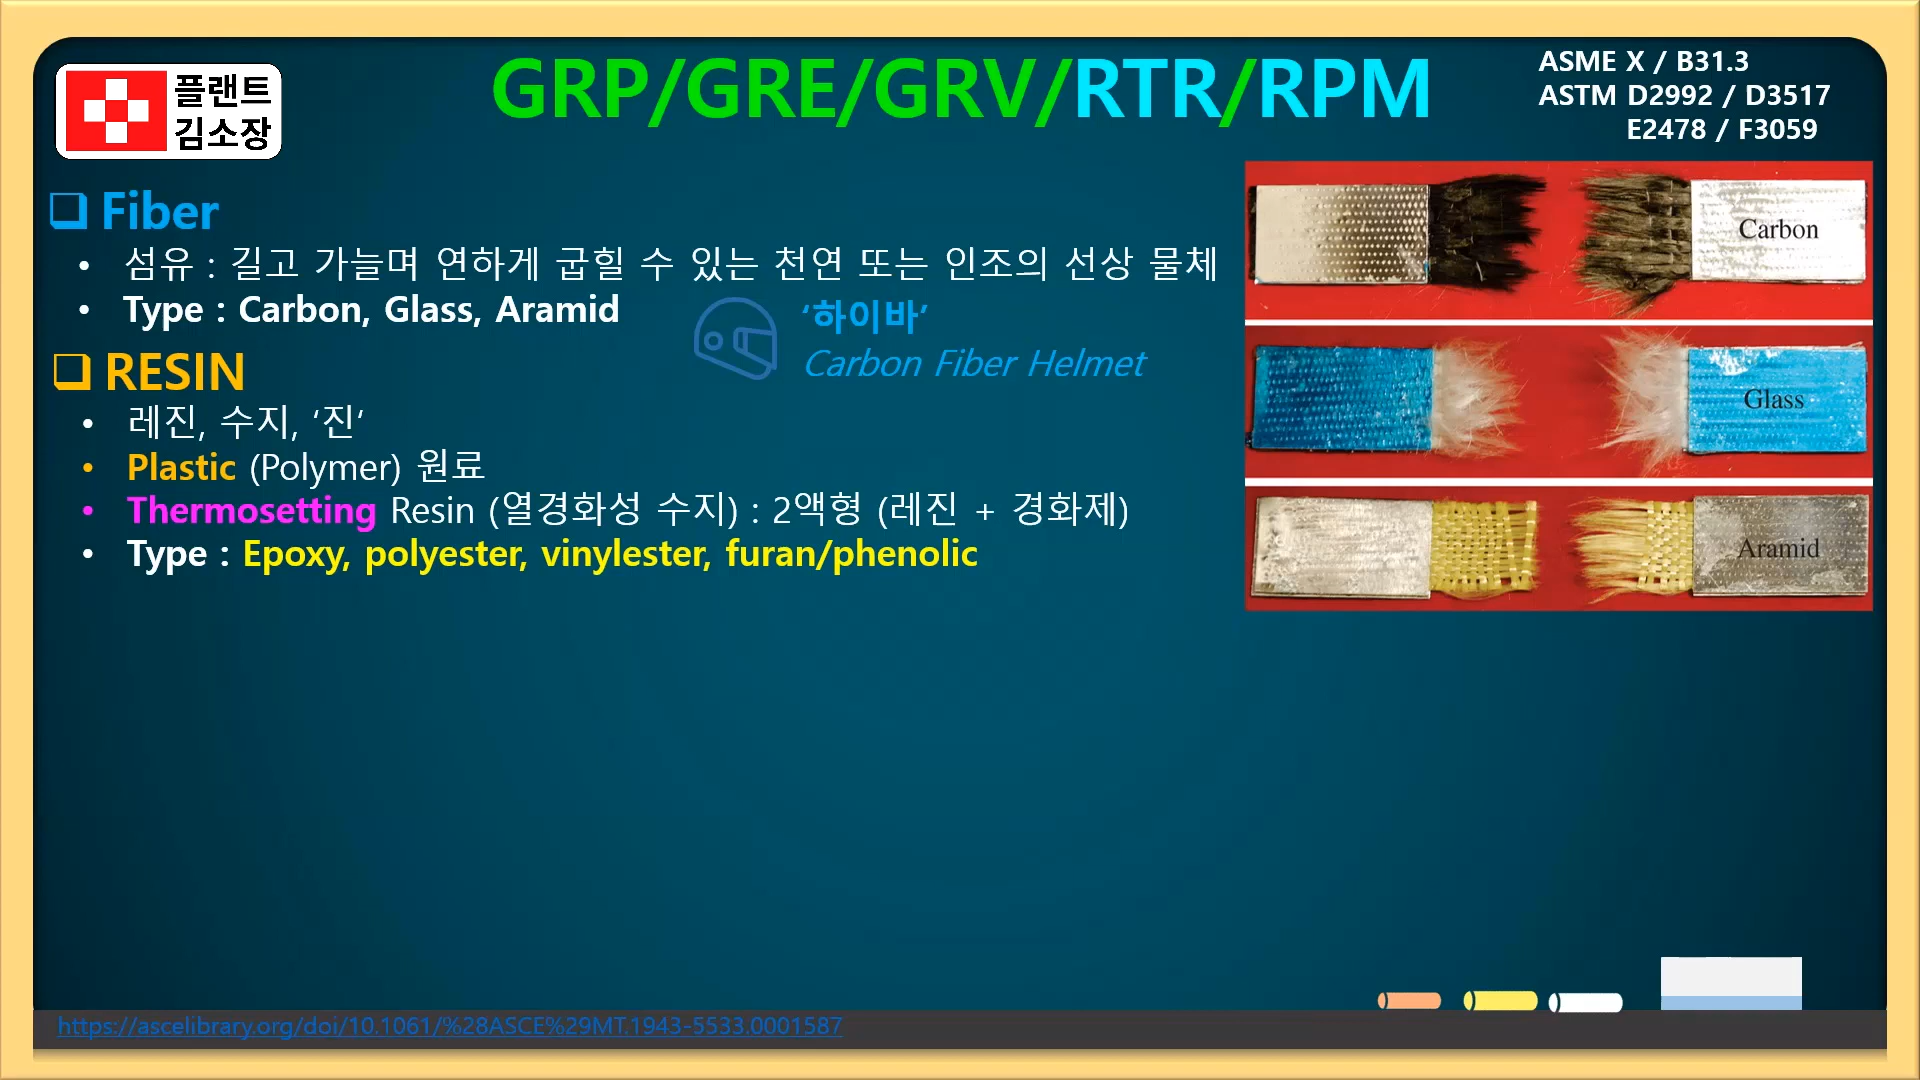 플랜트
김소장
GRP/GRE/GRV/RTR/RPM
ASME X / B31.3
ASTM D2992 / D3517
E2478 / F3059
Fiber
• 섬유 : 길고 가늘며 연하게 굽힐 수 있는 천연 또는 인조의 선상 물체
• Type : Carbon, Glass, Aramid
‘하이바’
Carbon Fiber Helmet
RESIN
• 레진, 수지, ‘진‘
• Plastic (Polymer) 원료
• Thermosetting Resin (열경화성 수지) : 2액형 (레진 + 경화제)
• Type : Epoxy, polyester, vinylester, furan/phenolic
Carbon
Glass
Aramid
https://ascelibrary.org/doi/10.1061/%28ASCE%29MT.1943-5533.0001587